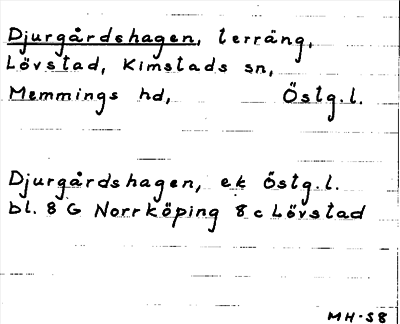 Djurgårdshagen, terräng,
Lövstad, Kimstads sn,
Memmings hd, Östg.l.
Djurgårdshagen, ek Östg.l.
bl. 8 G Norrköping 8 c Lövstad
MH-58